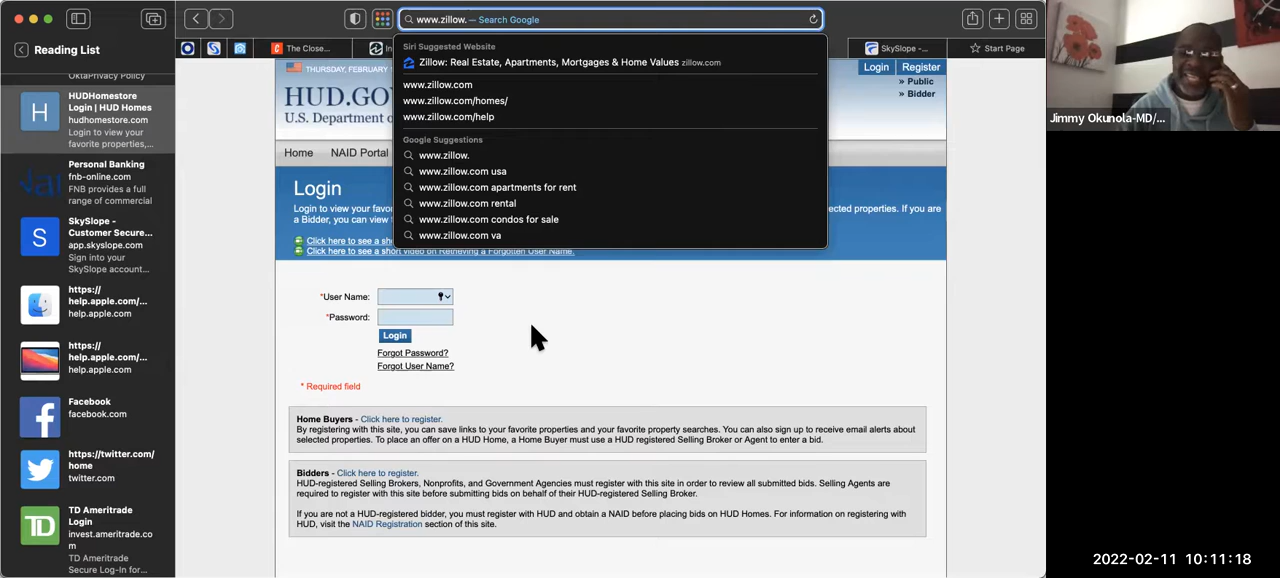 www.zillow. — Search Google
Reading List
OktaPrivacy Policy
HUDHomestore
Login | HUD Homes
hudhomestore.com
Login to view your
favorite properties,...
Personal Banking
fnb-online.com
FNB provides a full
range of commercial
SkySlope -
Customer Secure...
app.skyslope.com
Sign into your
SkySlope account...
https://
help.apple.com/...
help.apple.com
https://
help.apple.com/...
help.apple.com
Facebook
facebook.com
https://twitter.com/
home
twitter.com
TD Ameritrade
Login
invest.ameritrade.co
m
TD Ameritrade
Secure Log-In for
The Close...
In
SkySlope -...
Start Page
Siri Suggested Website
Zillow: Real Estate, Apartments, Mortgages & Home Values zillow.com
www.zillow.com
www.zillow.com/homes/
www.zillow.com/help
Google Suggestions
www.zillow.
www.zillow.com usa
www.zillow.com apartments for rent
www.zillow.com rental
www.zillow.com condos for sale
www.zillow.com va
THURSDAY, FEBRUARY 1
Login
Register
» Public
» Bidder
HUD.GO
U.S. Department o
Home
NAID Portal
Login
Login to view your favo
ected properties. If you are
a Bidder, you can view
Click here to see a sh
Click here to see a short video on Retrieving a Forgotten User Name.
*User Name:
*Password:
Login
Forgot Password?
Forgot User Name?
* Required field
Home Buyers - Click here to register.
By registering with this site, you can save links to your favorite properties and your favorite property searches. You can also sign up to receive email alerts about
selected properties. To place an offer on a HUD Home, a Home Buyer must use a HUD registered Selling Broker or Agent to enter a bid.
Bidders - Click here to register.
HUD-registered Selling Brokers, Nonprofits, and Government Agencies must register with this site in order to review all submitted bids. Selling Agents are
required to register with this site before submitting bids on behalf of their HUD-registered Selling Broker.
If you are not a HUD-registered bidder, you must register with HUD and obtain a NAID before placing bids on HUD Homes. For information on registering with
HUD, visit the NAID Registration section of this site.
Jimmy Okunola-MD/...
2022-02-11 10:11:18